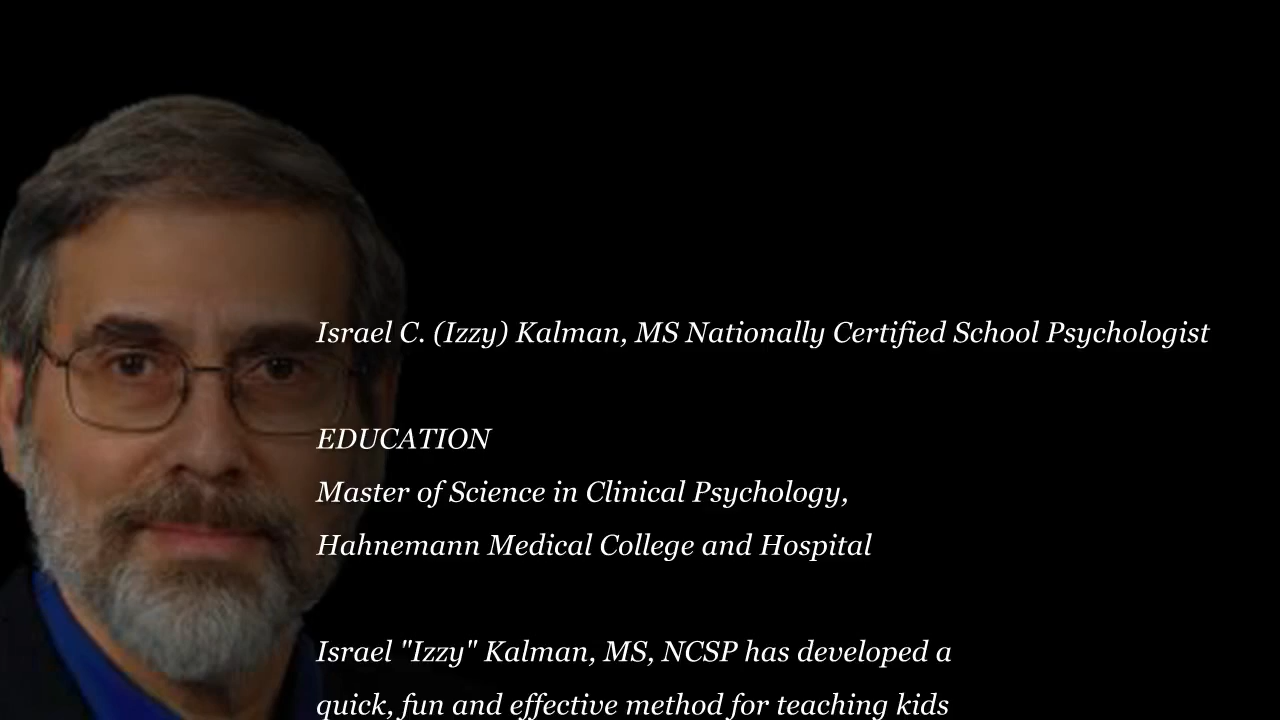 Israel C. (Izzy) Kalman, MS Nationally Certified School Psychologist
EDUCATION
Master of Science in Clinical Psychology,
Hahnemann Medical College and Hospital
Israel "Izzy" Kalman, MS, NCSP has developed a
quick, fun and effective method for teaching kids